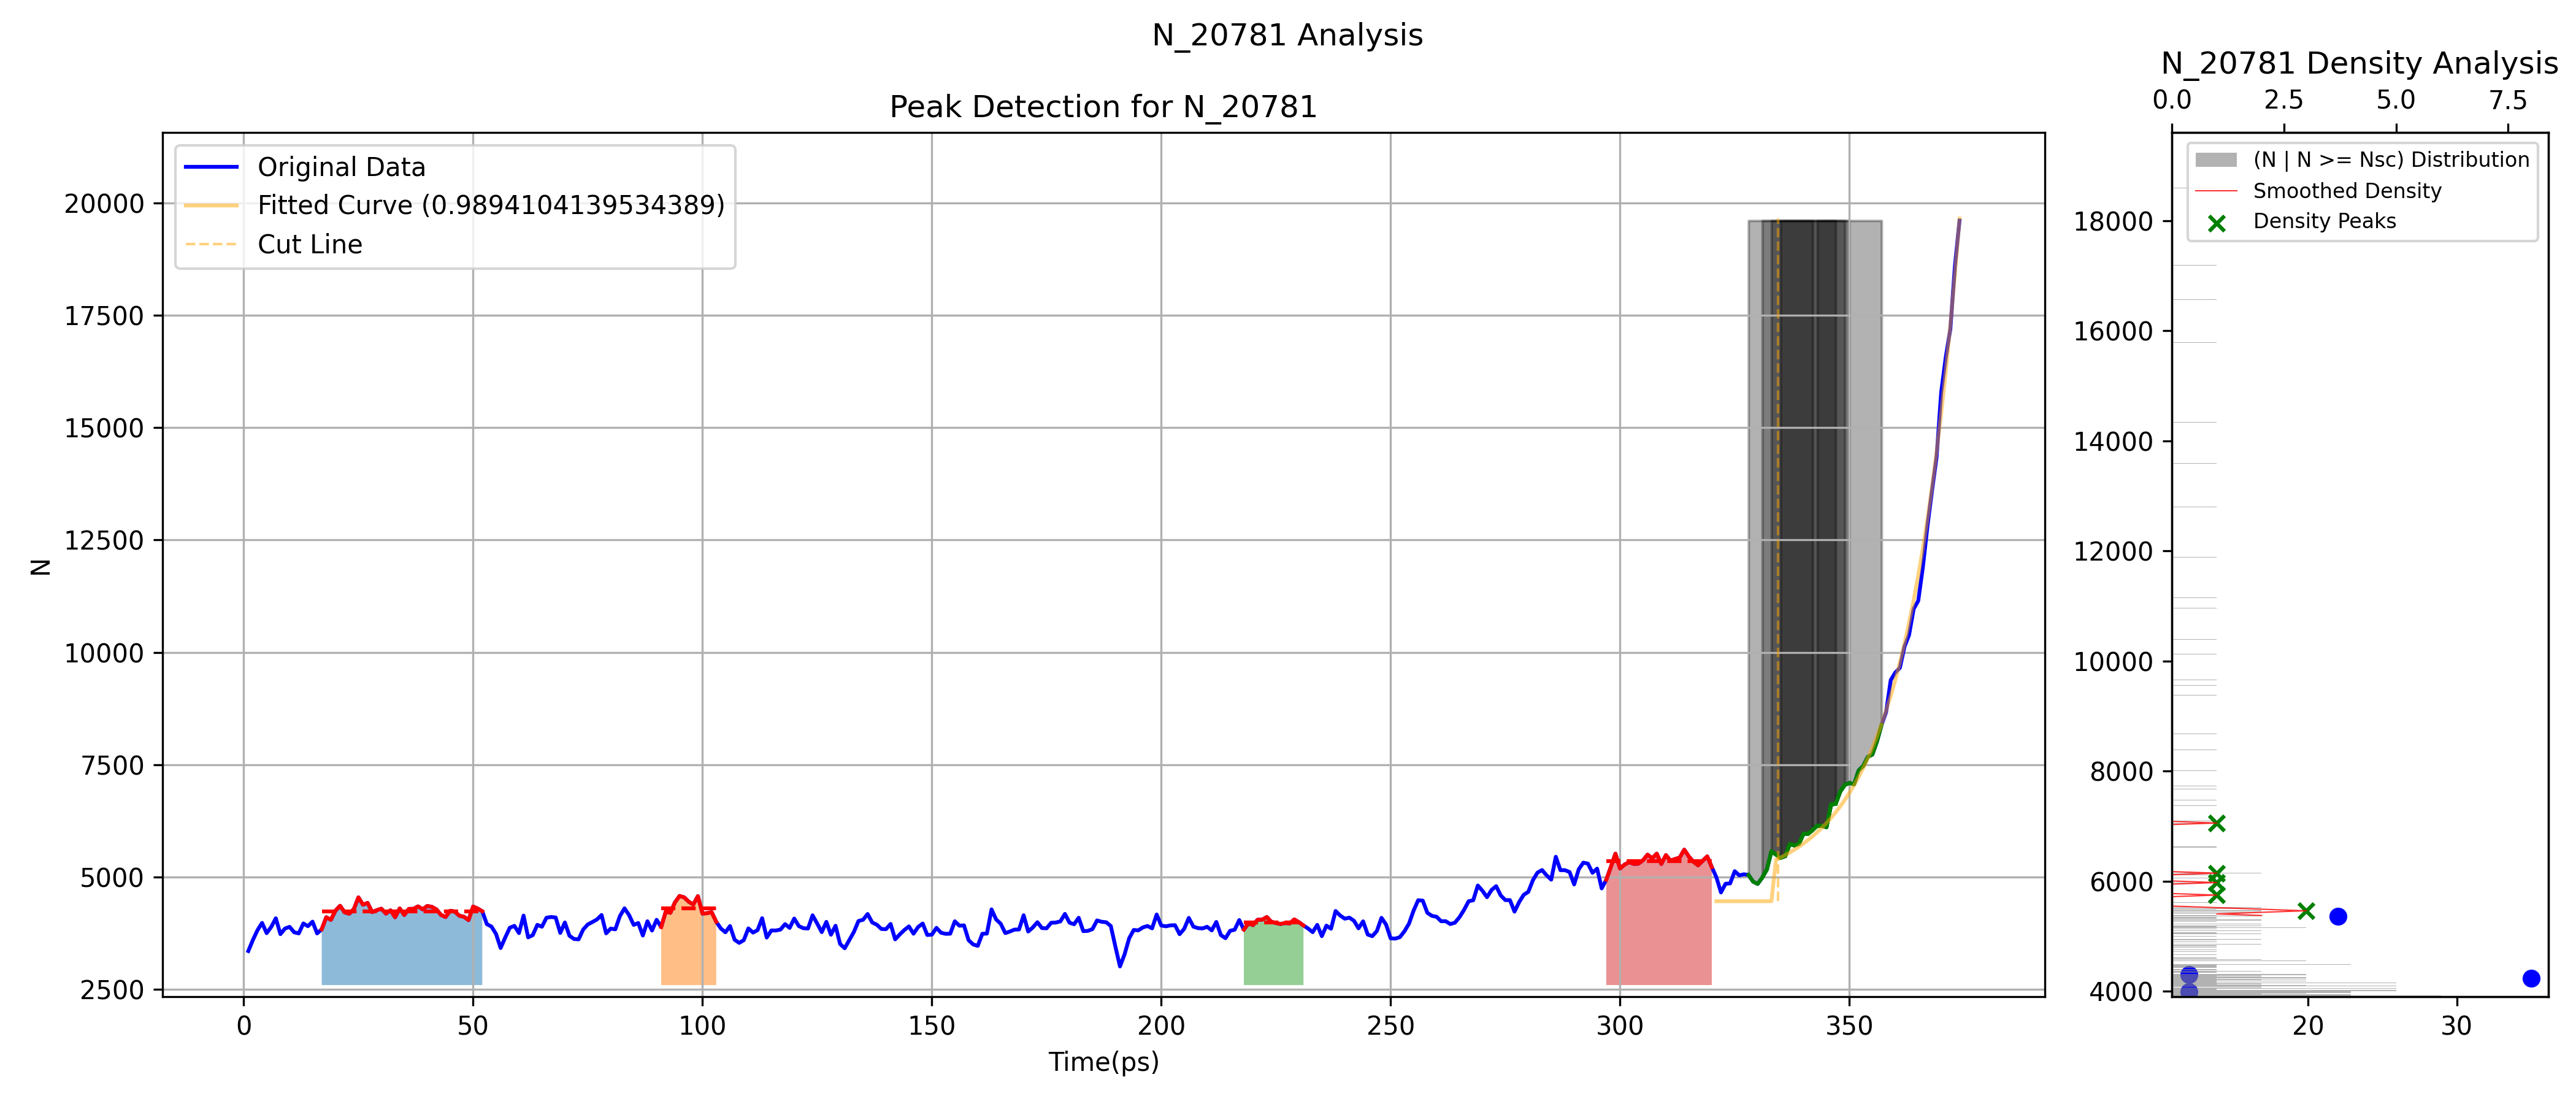 N_20781 Analysis
Peak Detection for N_20781
Original Data
Fitted Curve (0.9894104139534389)
Cut Line
20000
17500
15000
12500
10000
7500
5000
2500
N
0 50 100 150 200 250 300 350
Time(ps)
N_20781 Density Analysis
0.0 2.5 5.0 7.5
(N | N >= Nsc) Distribution
Smoothed Density
Density Peaks
18000
16000
14000
12000
10000
8000
6000
4000
20 30